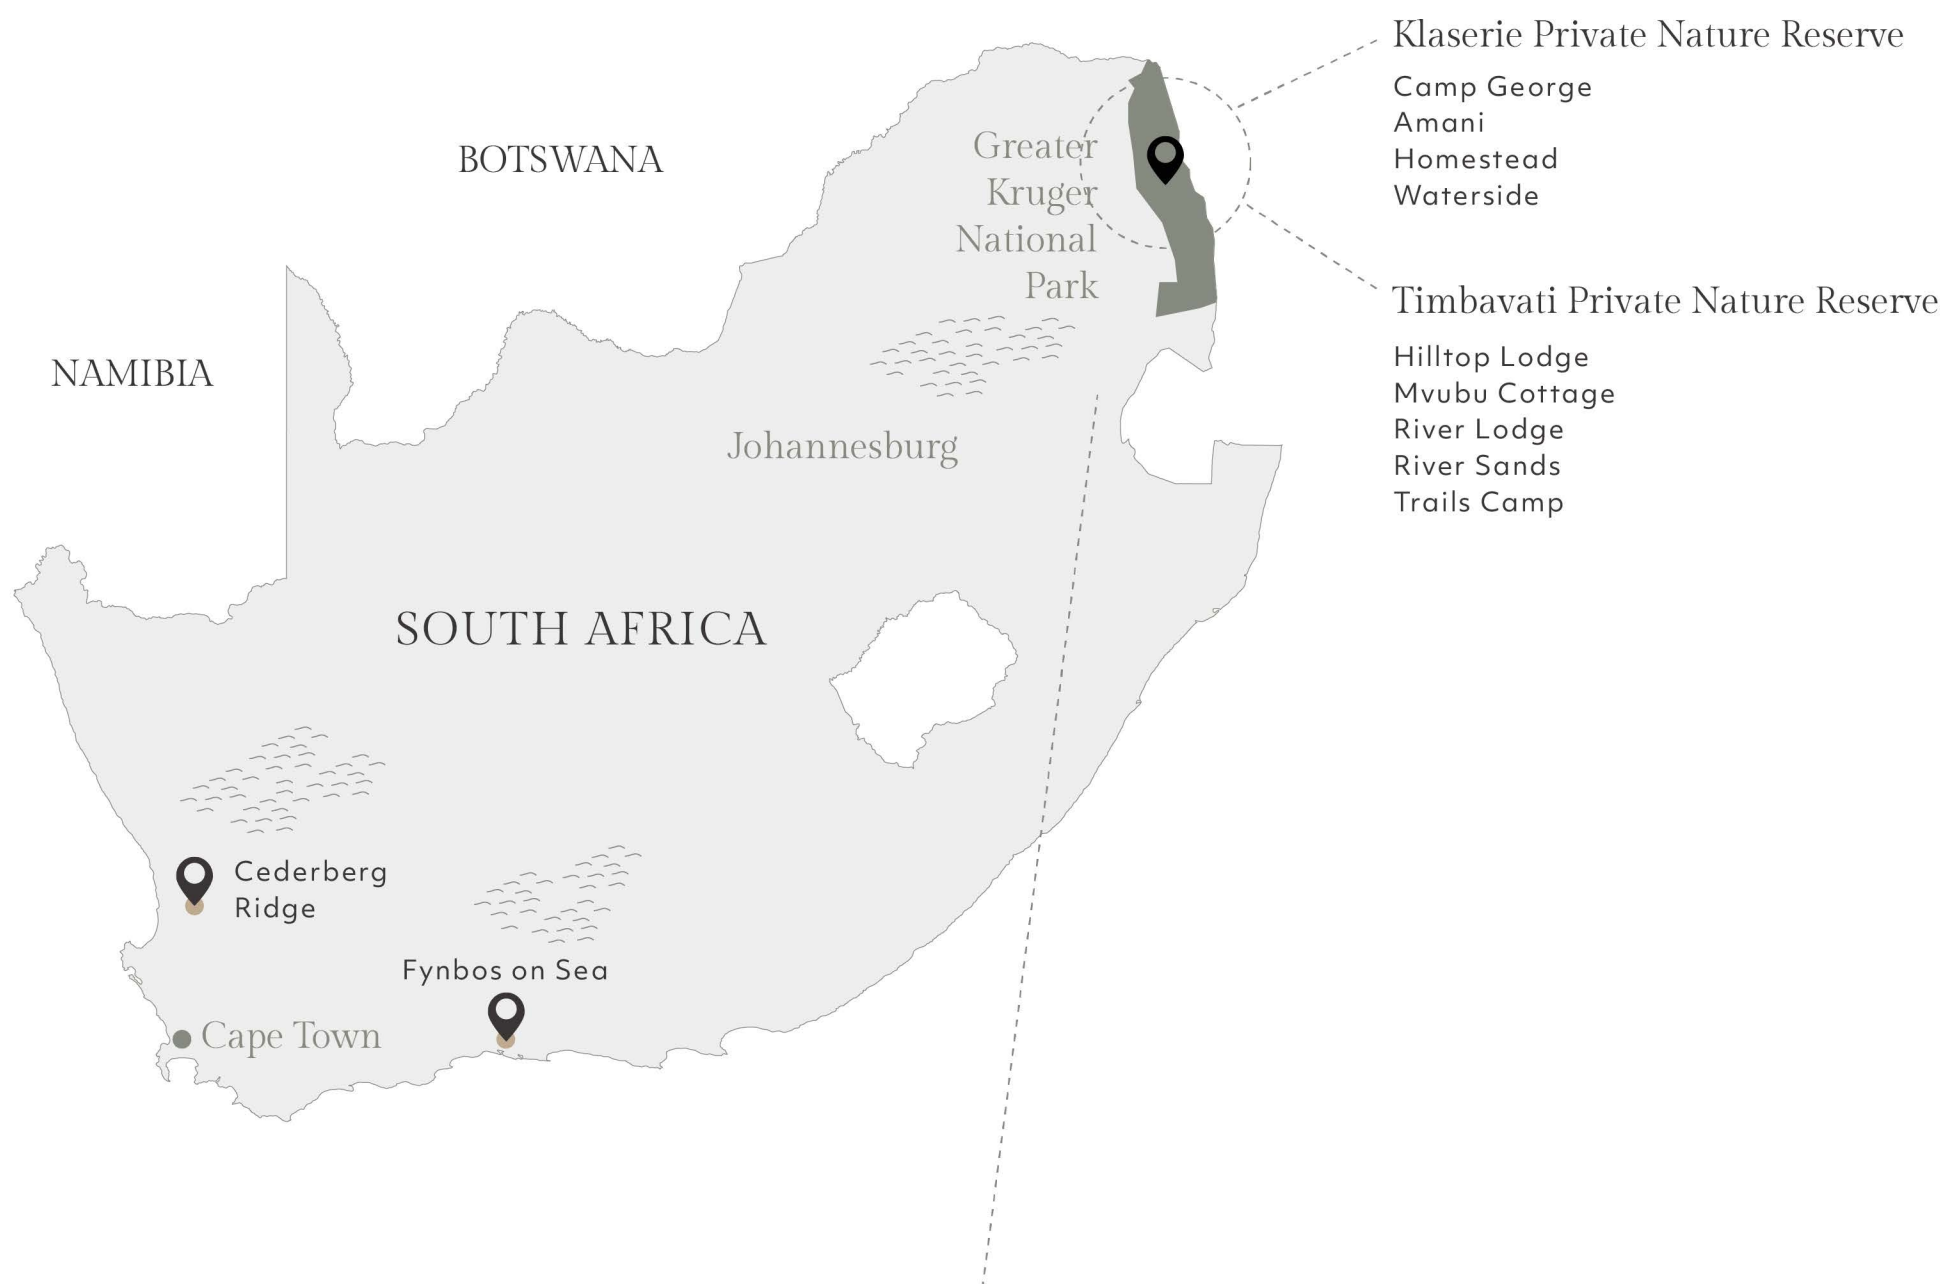 Klaserie Private Nature Reserve
Camp George
Amani
Homestead
Waterside
BOTSWANA
Greater
Kruger
National
Park
Timbavati Private Nature Reserve
Hilltop Lodge
Mvubu Cottage
River Lodge
River Sands
Trails Camp
NAMIBIA
Johannesburg
SOUTH AFRICA
Cederberg
Ridge
Fynbos on Sea
Cape Town